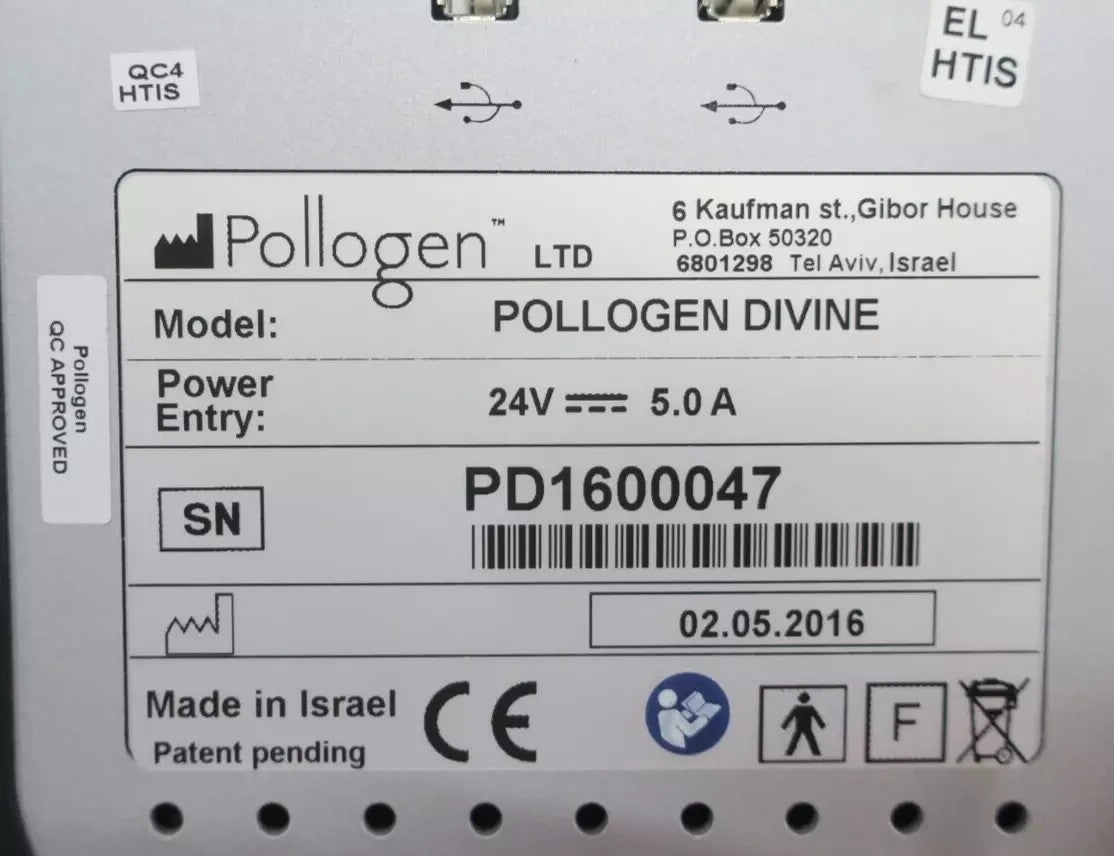 QC4
HTIS
EL 04
HTIS
Pollogen™ LTD
6 Kaufman st.,Gibor House
P.O.Box 50320
6801298 Tel Aviv, Israel
Model: POLLOGEN DIVINE
Power
Entry: 24V 5.0 A
SN PD1600047
02.05.2016
Made in Israel CE
Patent pending
F
Pollogen
QC APPROVED